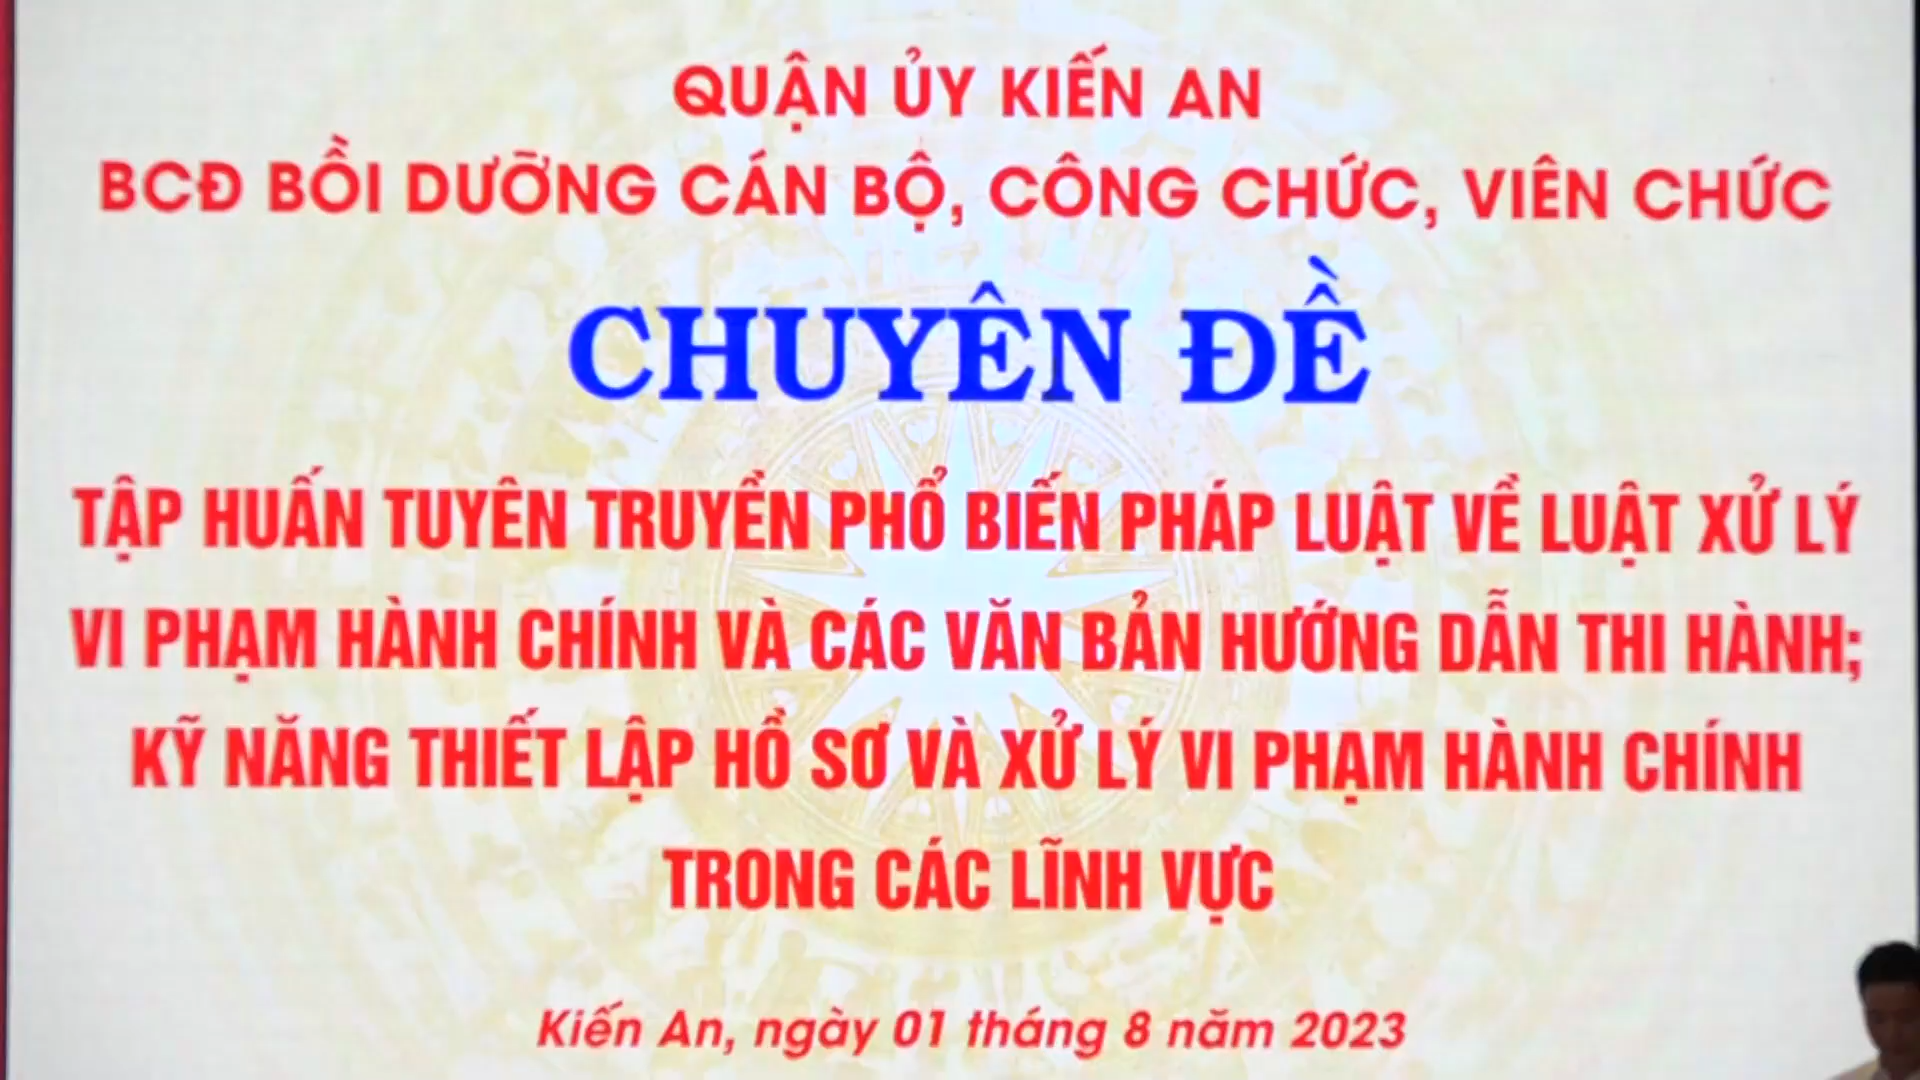 QUẬN ỦY KIẾN AN
BCĐ BỒI DƯỠNG CÁN BỘ, CÔNG CHỨC, VIÊN CHỨC
CHUYÊN ĐỀ
TẬP HUẤN TUYÊN TRUYỀN PHỔ BIẾN PHÁP LUẬT VỀ LUẬT XỬ LÝ
VI PHẠM HÀNH CHÍNH VÀ CÁC VĂN BẢN HƯỚNG DẪN THI HÀNH;
KỸ NĂNG THIẾT LẬP HỒ SƠ VÀ XỬ LÝ VI PHẠM HÀNH CHÍNH
TRONG CÁC LĨNH VỰC
Kiến An, ngày 01 tháng 8 năm 2023